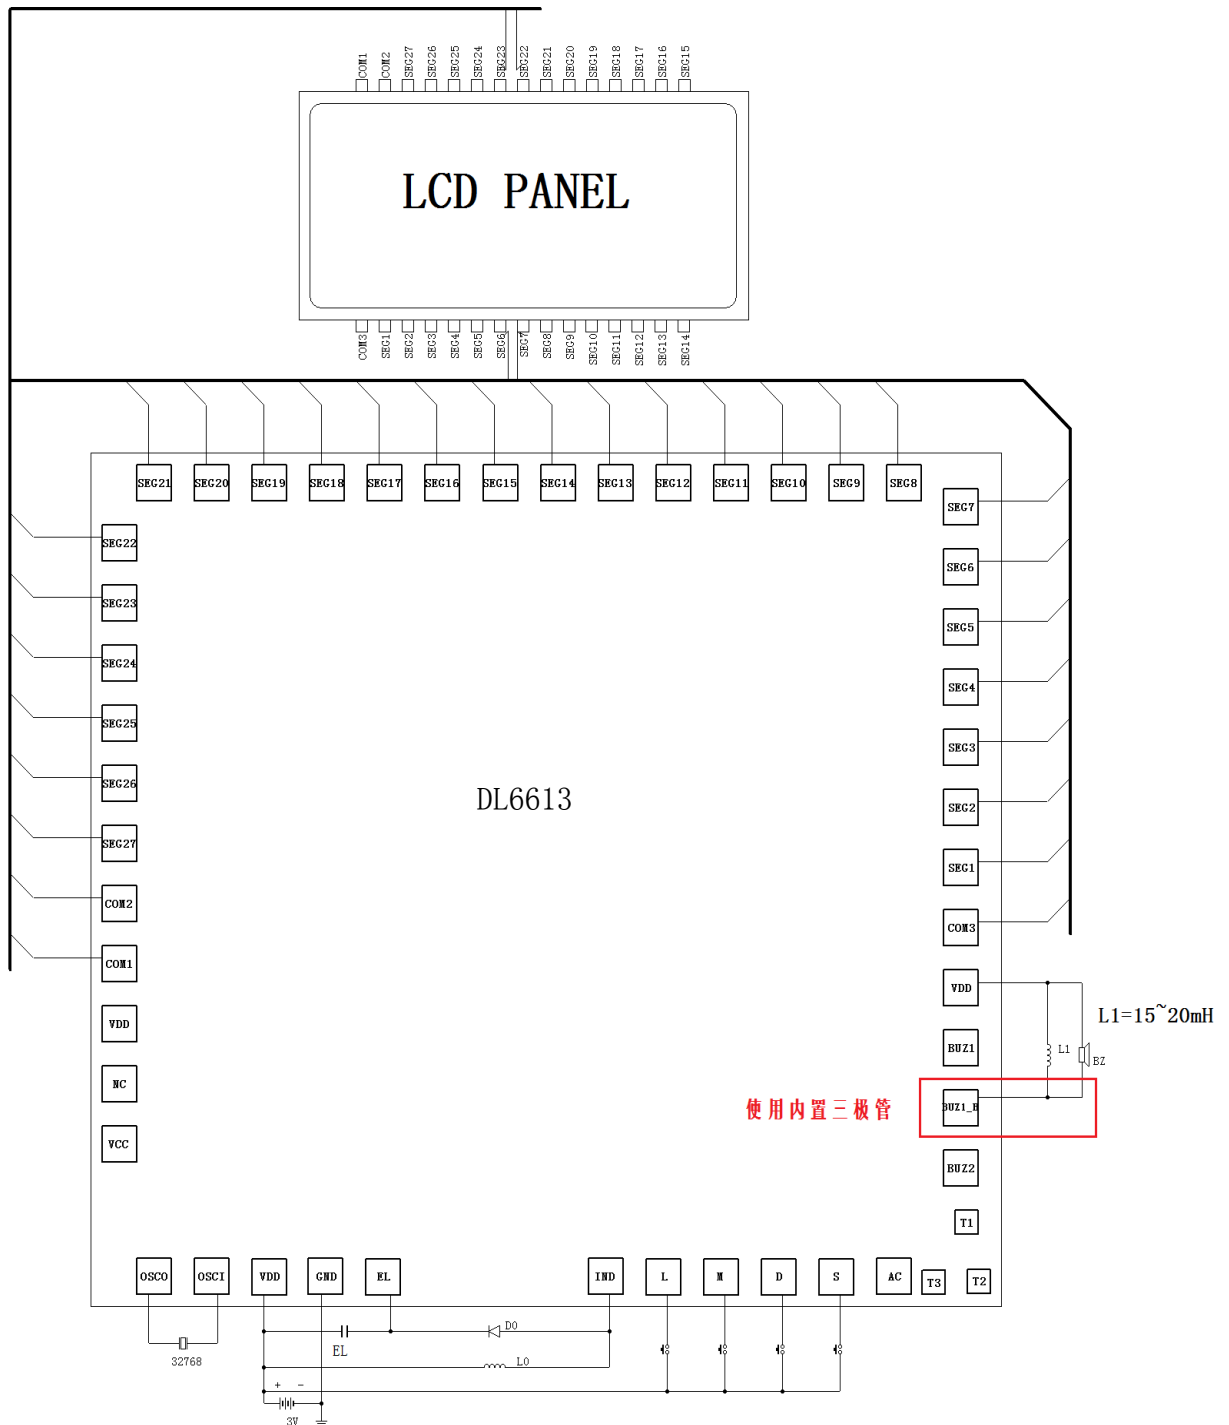 COM1 COM2 SEG27 SEG26 SEG25 SEG24 SEG23 SEG22 SEG21 SEG20 SEG19 SEG18 SEG17 SEG16 SEG15
LCD PANEL
COM3 SEG1 SEG2 SEG3 SEG4 SEG5 SEG6 SEG7 SEG8 SEG9 SEG10 SEG11 SEG12 SEG13 SEG14
SEG21 SEG20 SEG19 SEG18 SEG17 SEG16 SEG15 SEG14 SEG13 SEG12 SEG11 SEG10 SEG9 SEG8
SEG7
SEG22
SEG6
SEG23
SEG5
SEG24
SEG4
SEG25
SEG3
SEG26
DL6613
SEG2
SEG27
SEG1
COM2
COM3
COM1
VDD
L1=15~20mH
VDD
BUZ1
L1
BZ
NC
使用内置三极管
BUZ1_B
VCC
BUZ2
T1
OSCO OSCI VDD GND EL IND L M D S AC T3 T2
D0
EL
32768
L0
+ -
3V